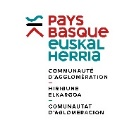 PAYS
BASQUE
EUSKAL
HERRIA
COMMUNAUTÉ
D'AGGLOMÉRATION
HIRIGUNE
ELKARGOA
COMUNAUTAT
D'AGLOMERACION